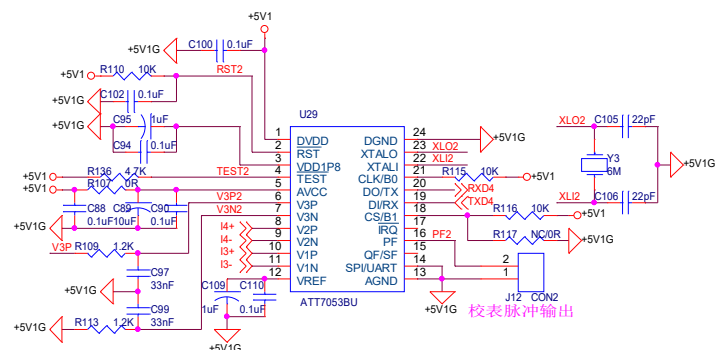 +5V1
+5V1G
C100
0.1uF
+5V1
R110
10K
RST2
C102
0.1uF
+5V1G
C95
1uF
+5V1G
C94
0.1uF
+5V1
R136
4.7K
TEST2
+5V1
R107
0R
C88
C89
C90
0.1uF
10uF
0.1uF
+5V1G
V3P2
V3N2
V3P
R109
1.2K
C97
33nF
+5V1G
C99
33nF
+5V1G
R113
1.2K
I4+
I4-
I3+
I3-
C109
1uF
C110
0.1uF
+5V1G
U29
1 DVDD
2 RST
3 VDD1P8
4 TEST
5 AVCC
6 V3P
7 V3N
8 V2P
9 V2N
10 V1P
11 V1N
12 VREF
DGND 24
XTALO 23
XTALI 22
CLK/B0 21
DO/TX 20
DI/RX 19
CS/B1 18
IRQ 17
PF 16
QF/SF 15
SPI/UART 14
AGND 13
ATT7053BU
+5V1G
XLO2
XLI2
R115
10K
+5V1
RXD4
TXD4
R116
10K
+5V1
R117
NC/0R
+5V1G
PF2
2
1
J12
CON2
校表脉冲输出
+5V1G
XLO2
C105
22pF
Y3
6M
+5V1G
XLI2
C106
22pF